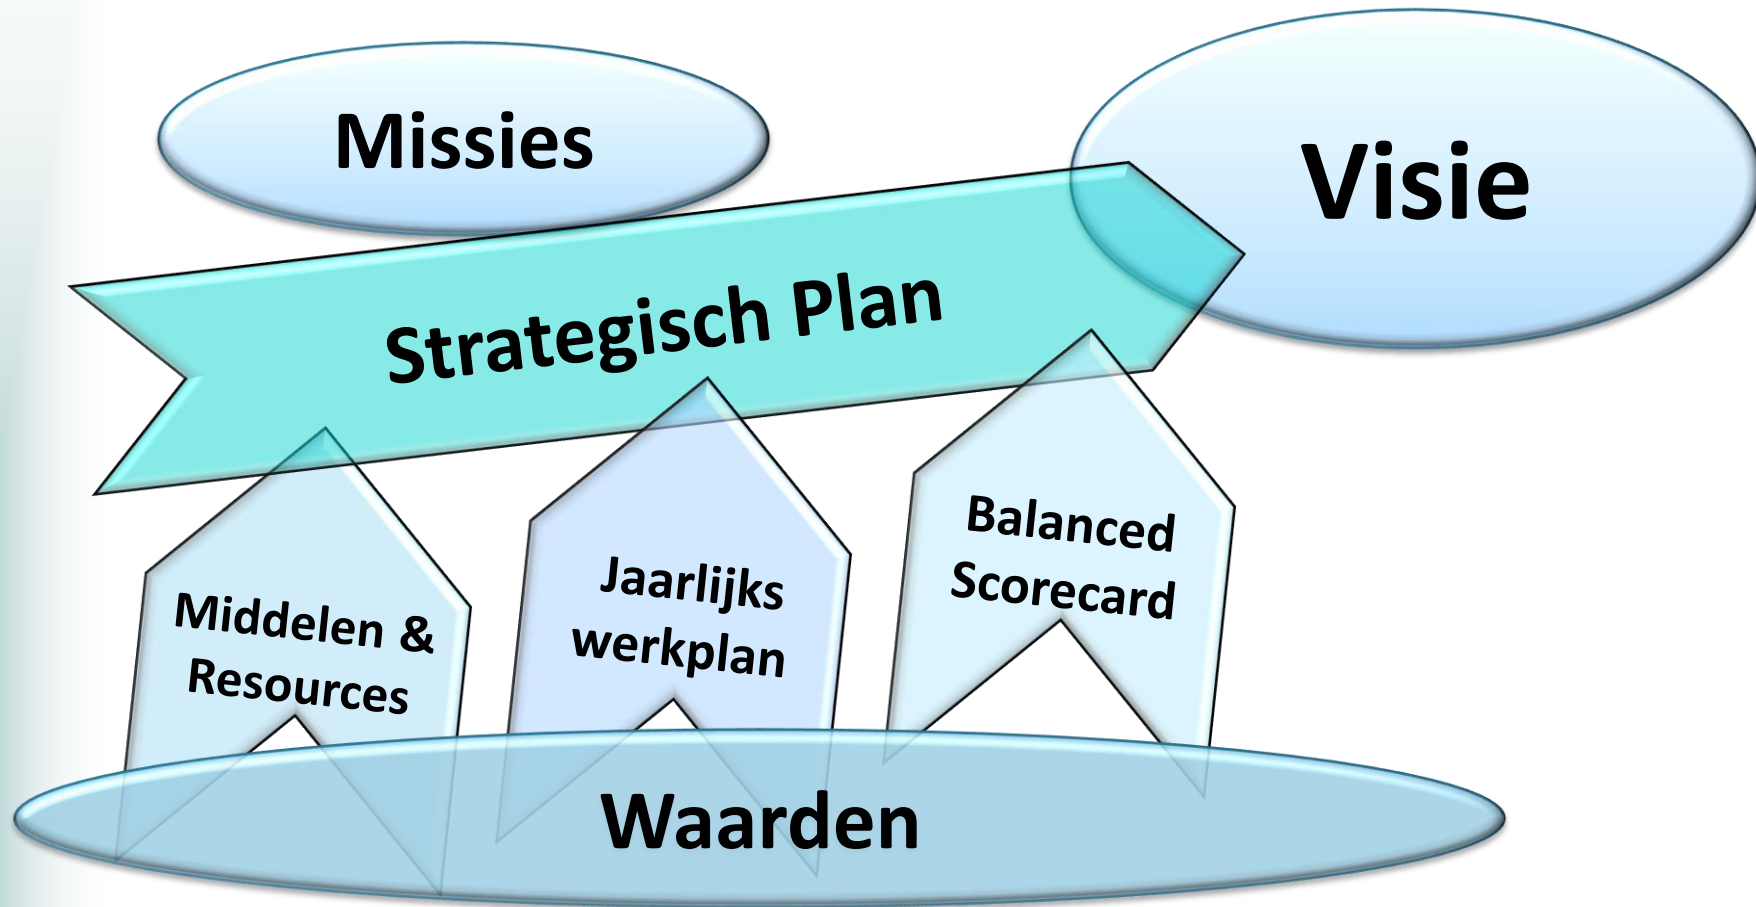 Missies
Visie
Strategisch Plan
Middelen &
Resources
Jaarlijks
werkplan
Balanced
Scorecard
Waarden